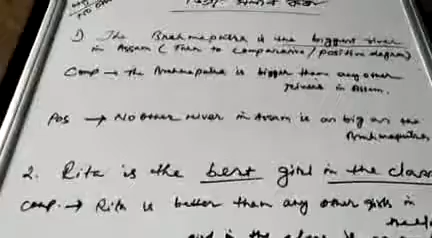 1) The Brahmaputra is the biggest river
in Assam (Turn to comparative / positive degree)
Comp → the Brahmaputra is bigger than any other
rivers in Assam.
Pos → No other river in Assam is as big as the
Brahmaputra
2. Rita is the best girl in the class
comp. → Rita is better than any other girls in
the